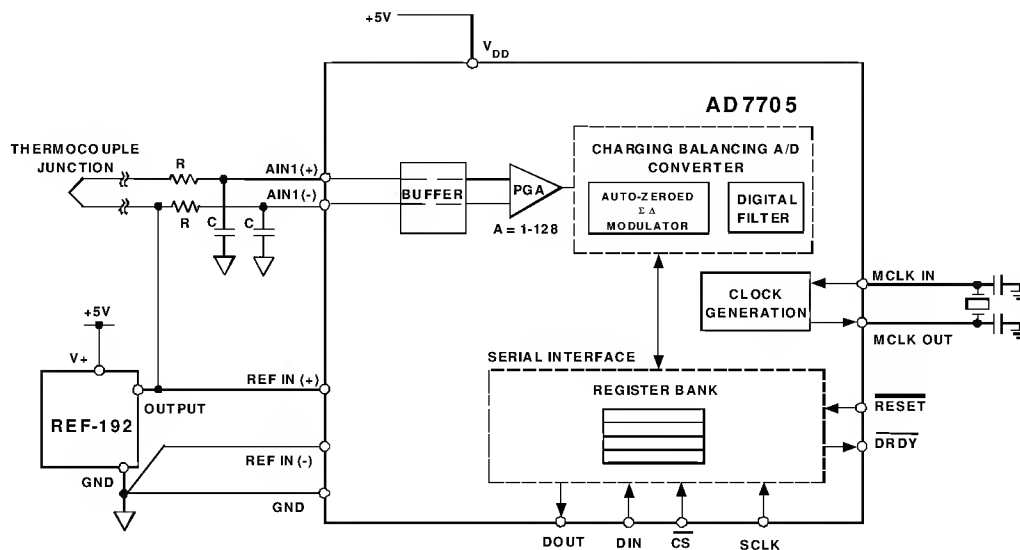 +5V
V DD
AD7705
THERMOCOUPLE
JUNCTION
R
AIN1(+)
BUFFER
PGA
CHARGING BALANCING A/D
CONVERTER
AUTO-ZEROED
ΣΔ
MODULATOR
DIGITAL
FILTER
AIN1(-)
R
C
C
A = 1-128
MCLK IN
CLOCK
GENERATION
MCLK OUT
+5V
V+
SERIAL INTERFACE
REF IN (+)
OUTPUT
REF-192
REGISTER BANK
RESET
DRDY
REF IN (-)
GND
GND
DOUT
DIN
CS
SCLK